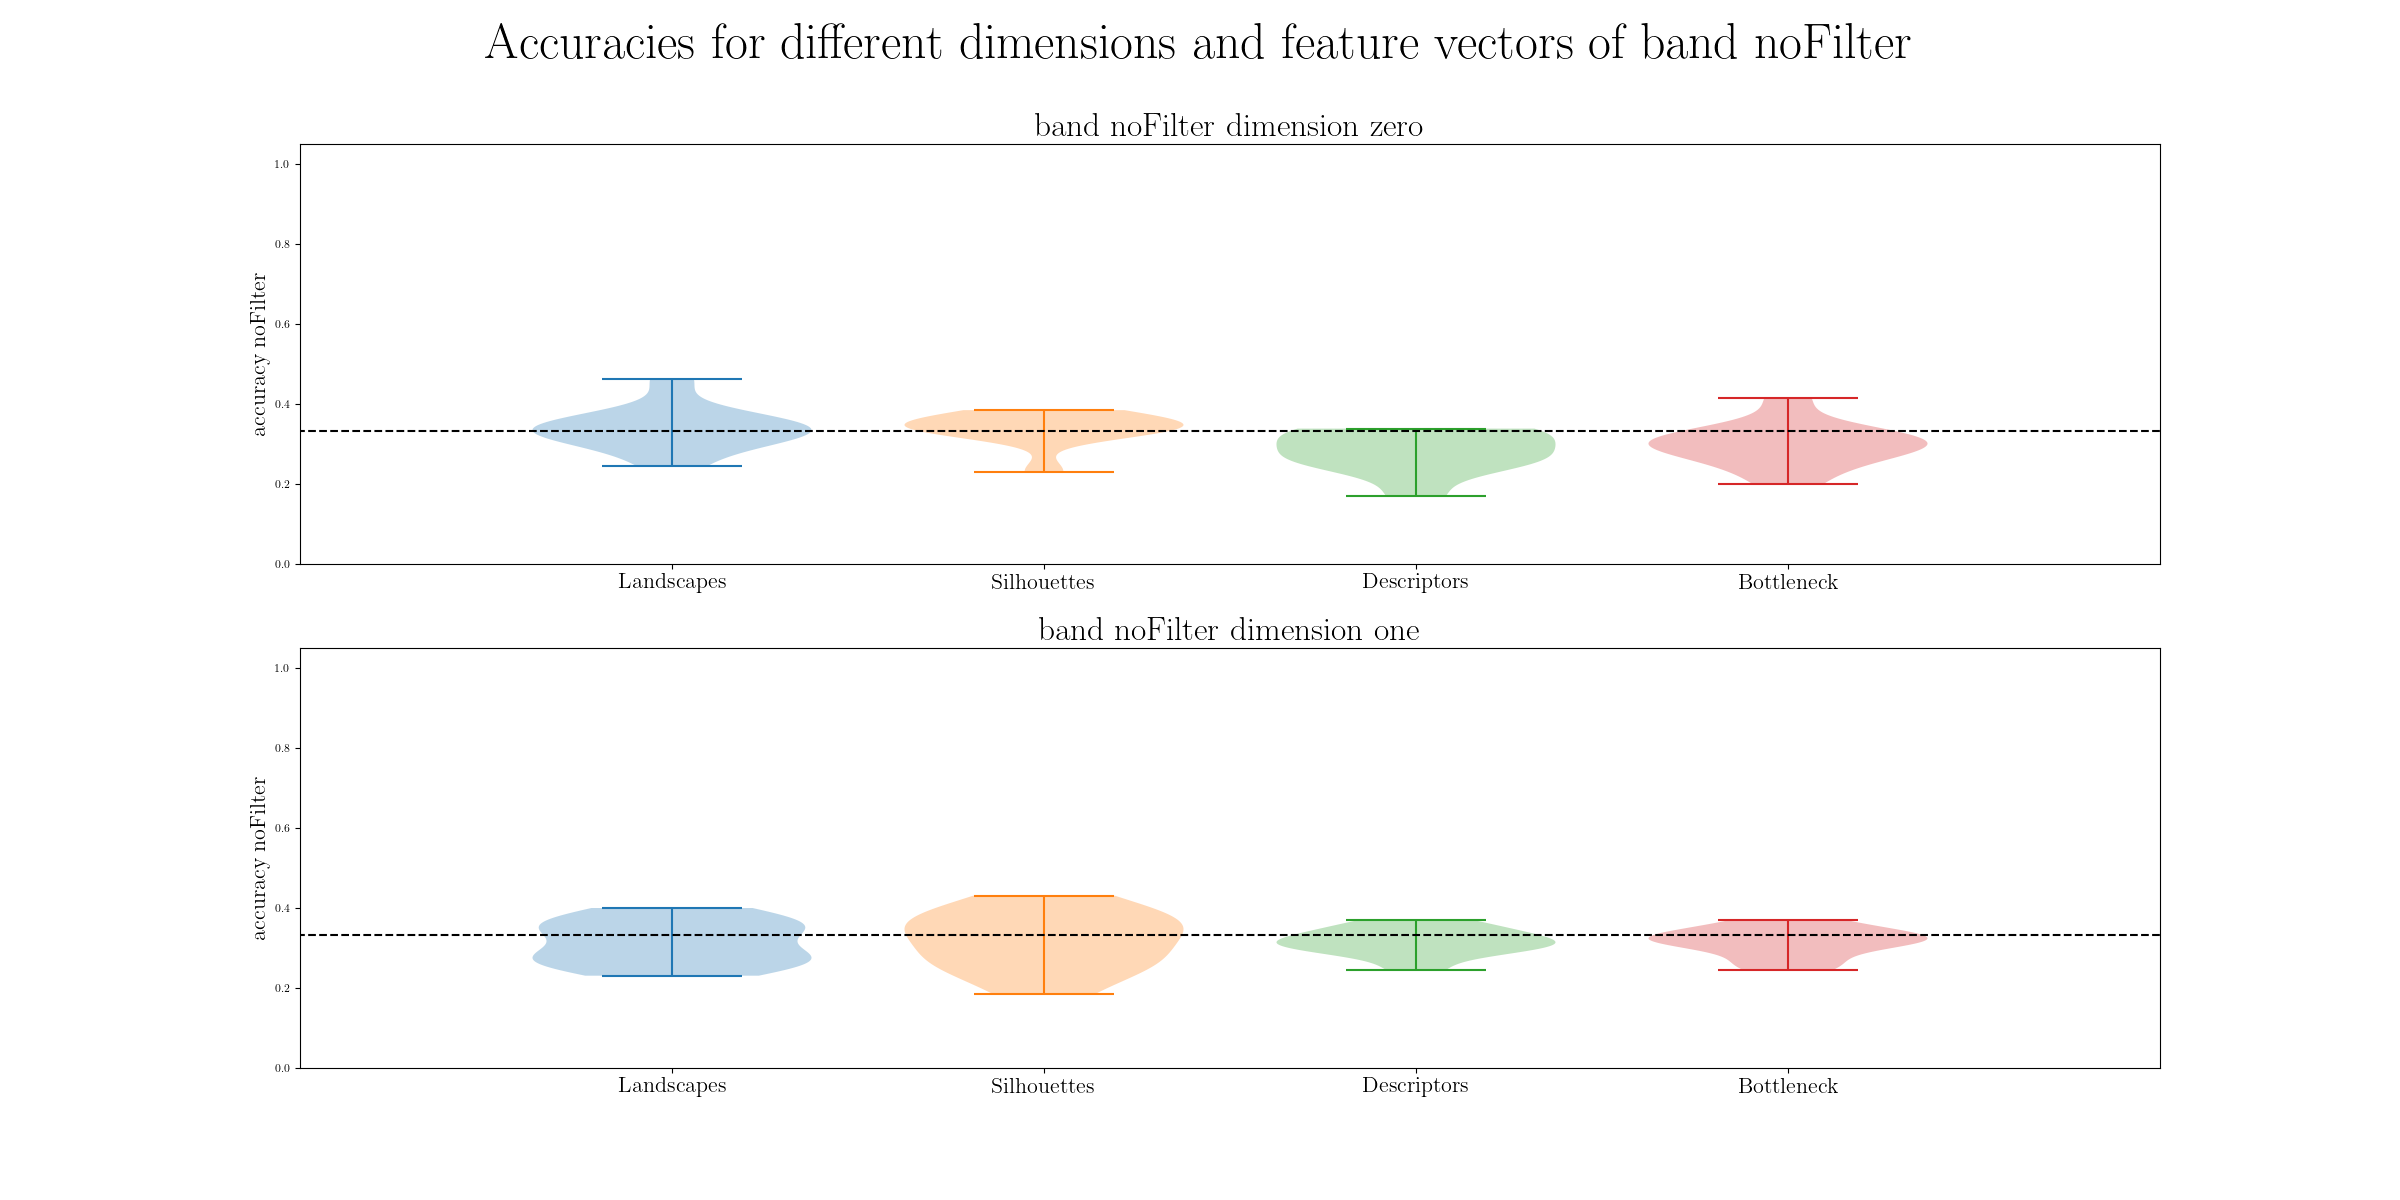 Accuracies for different dimensions and feature vectors of band noFilter
band noFilter dimension zero
accuracy noFilter
1.0
0.8
0.6
0.4
0.2
0.0
Landscapes Silhouettes Descriptors Bottleneck
band noFilter dimension one
accuracy noFilter
1.0
0.8
0.6
0.4
0.2
0.0
Landscapes Silhouettes Descriptors Bottleneck